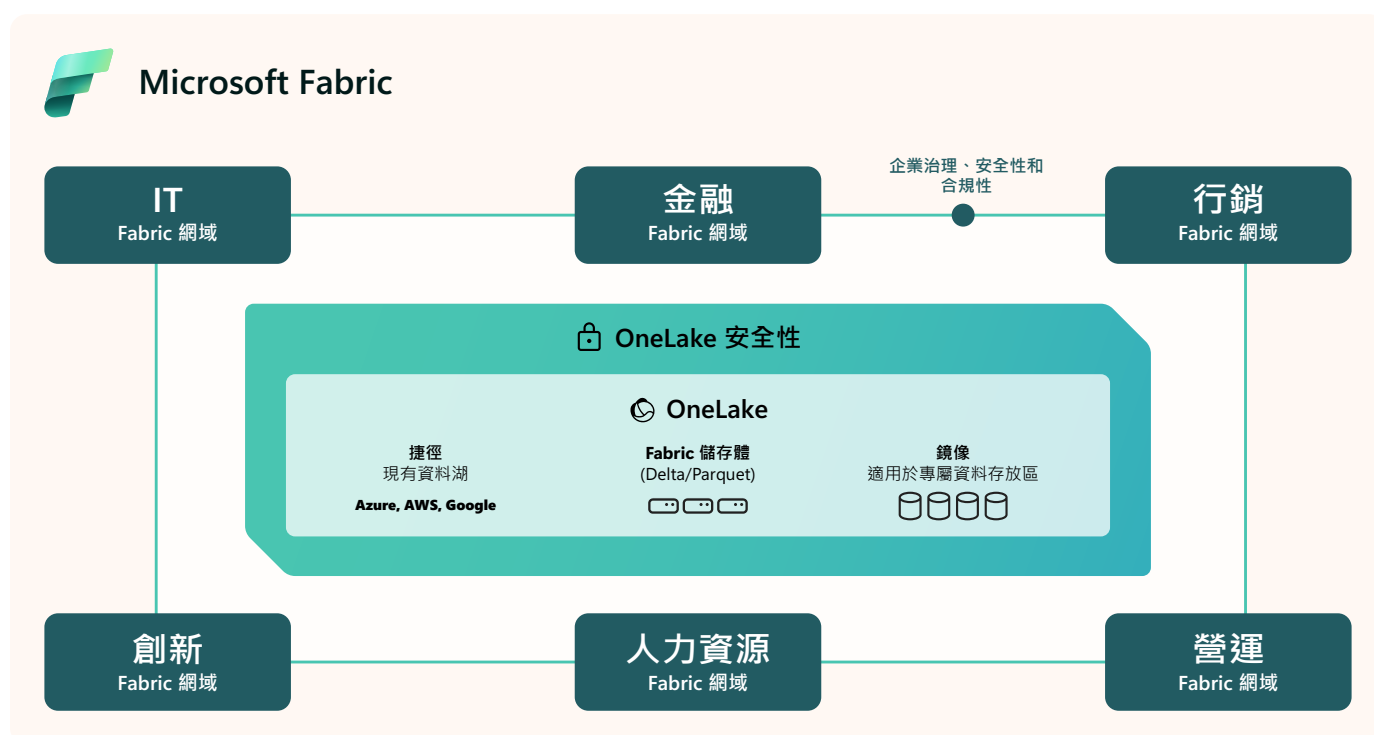 Microsoft Fabric
企業治理、安全性和
合規性
IT
Fabric 網域
金融
Fabric 網域
行銷
Fabric 網域
OneLake 安全性
OneLake
捷徑
現有資料湖
Azure, AWS, Google
Fabric 儲存體
(Delta/Parquet)
鏡像
適用於專屬資料存放區
創新
Fabric 網域
人力資源
Fabric 網域
營運
Fabric 網域